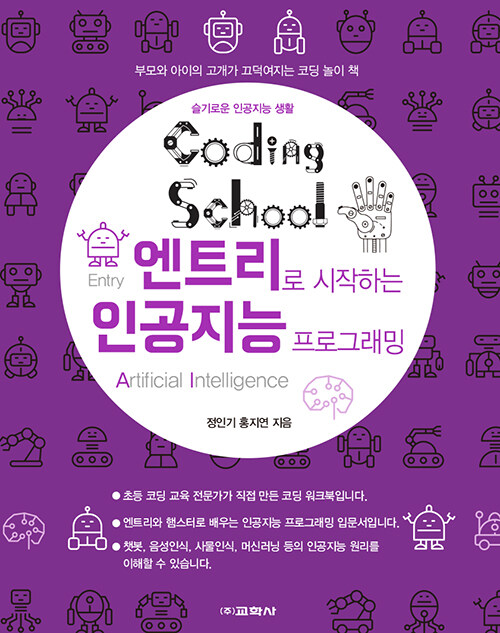 부모와 아이의 고개가 끄덕여지는 코딩 놀이 책
슬기로운 인공지능 생활
Coding
School
Entry 엔트리로 시작하는
인공지능 프로그래밍
Artificial Intelligence
정인기 홍지연 지음
● 초등 코딩 교육 전문가가 직접 만든 코딩 워크북입니다.
● 엔트리와 햄스터로 배우는 인공지능 프로그래밍 입문서입니다.
● 챗봇, 음성인식, 사물인식, 머신러닝 등의 인공지능 원리를
이해할 수 있습니다.
(주)교학사